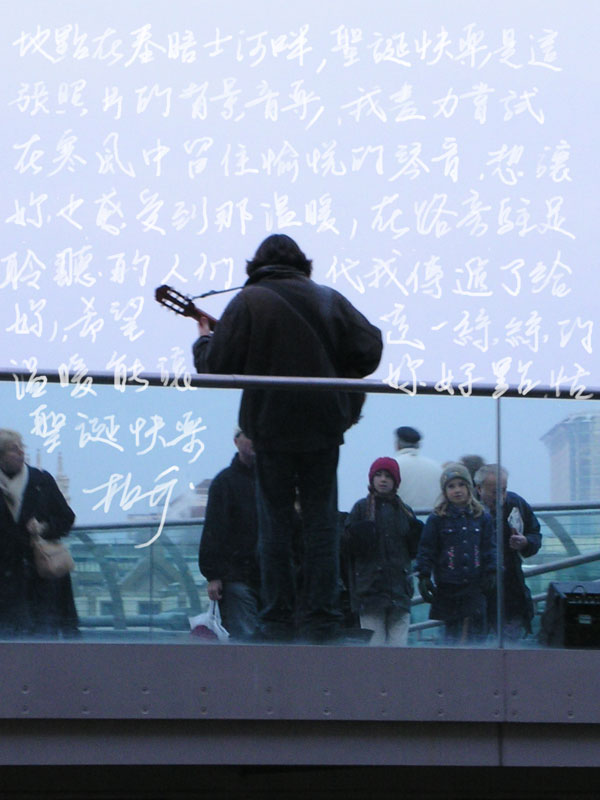 地點在泰晤士河畔,聖誕快樂是這
張照片的背景音樂,我盡力嘗試
在寒風中留住愉悅的琴音,想讓
妳也感受到那溫暖,在路旁駐足
聆聽的人們 代我傳遞了給
妳,希望 這一絲絲的
溫暖能讓 妳好點
聖誕快樂